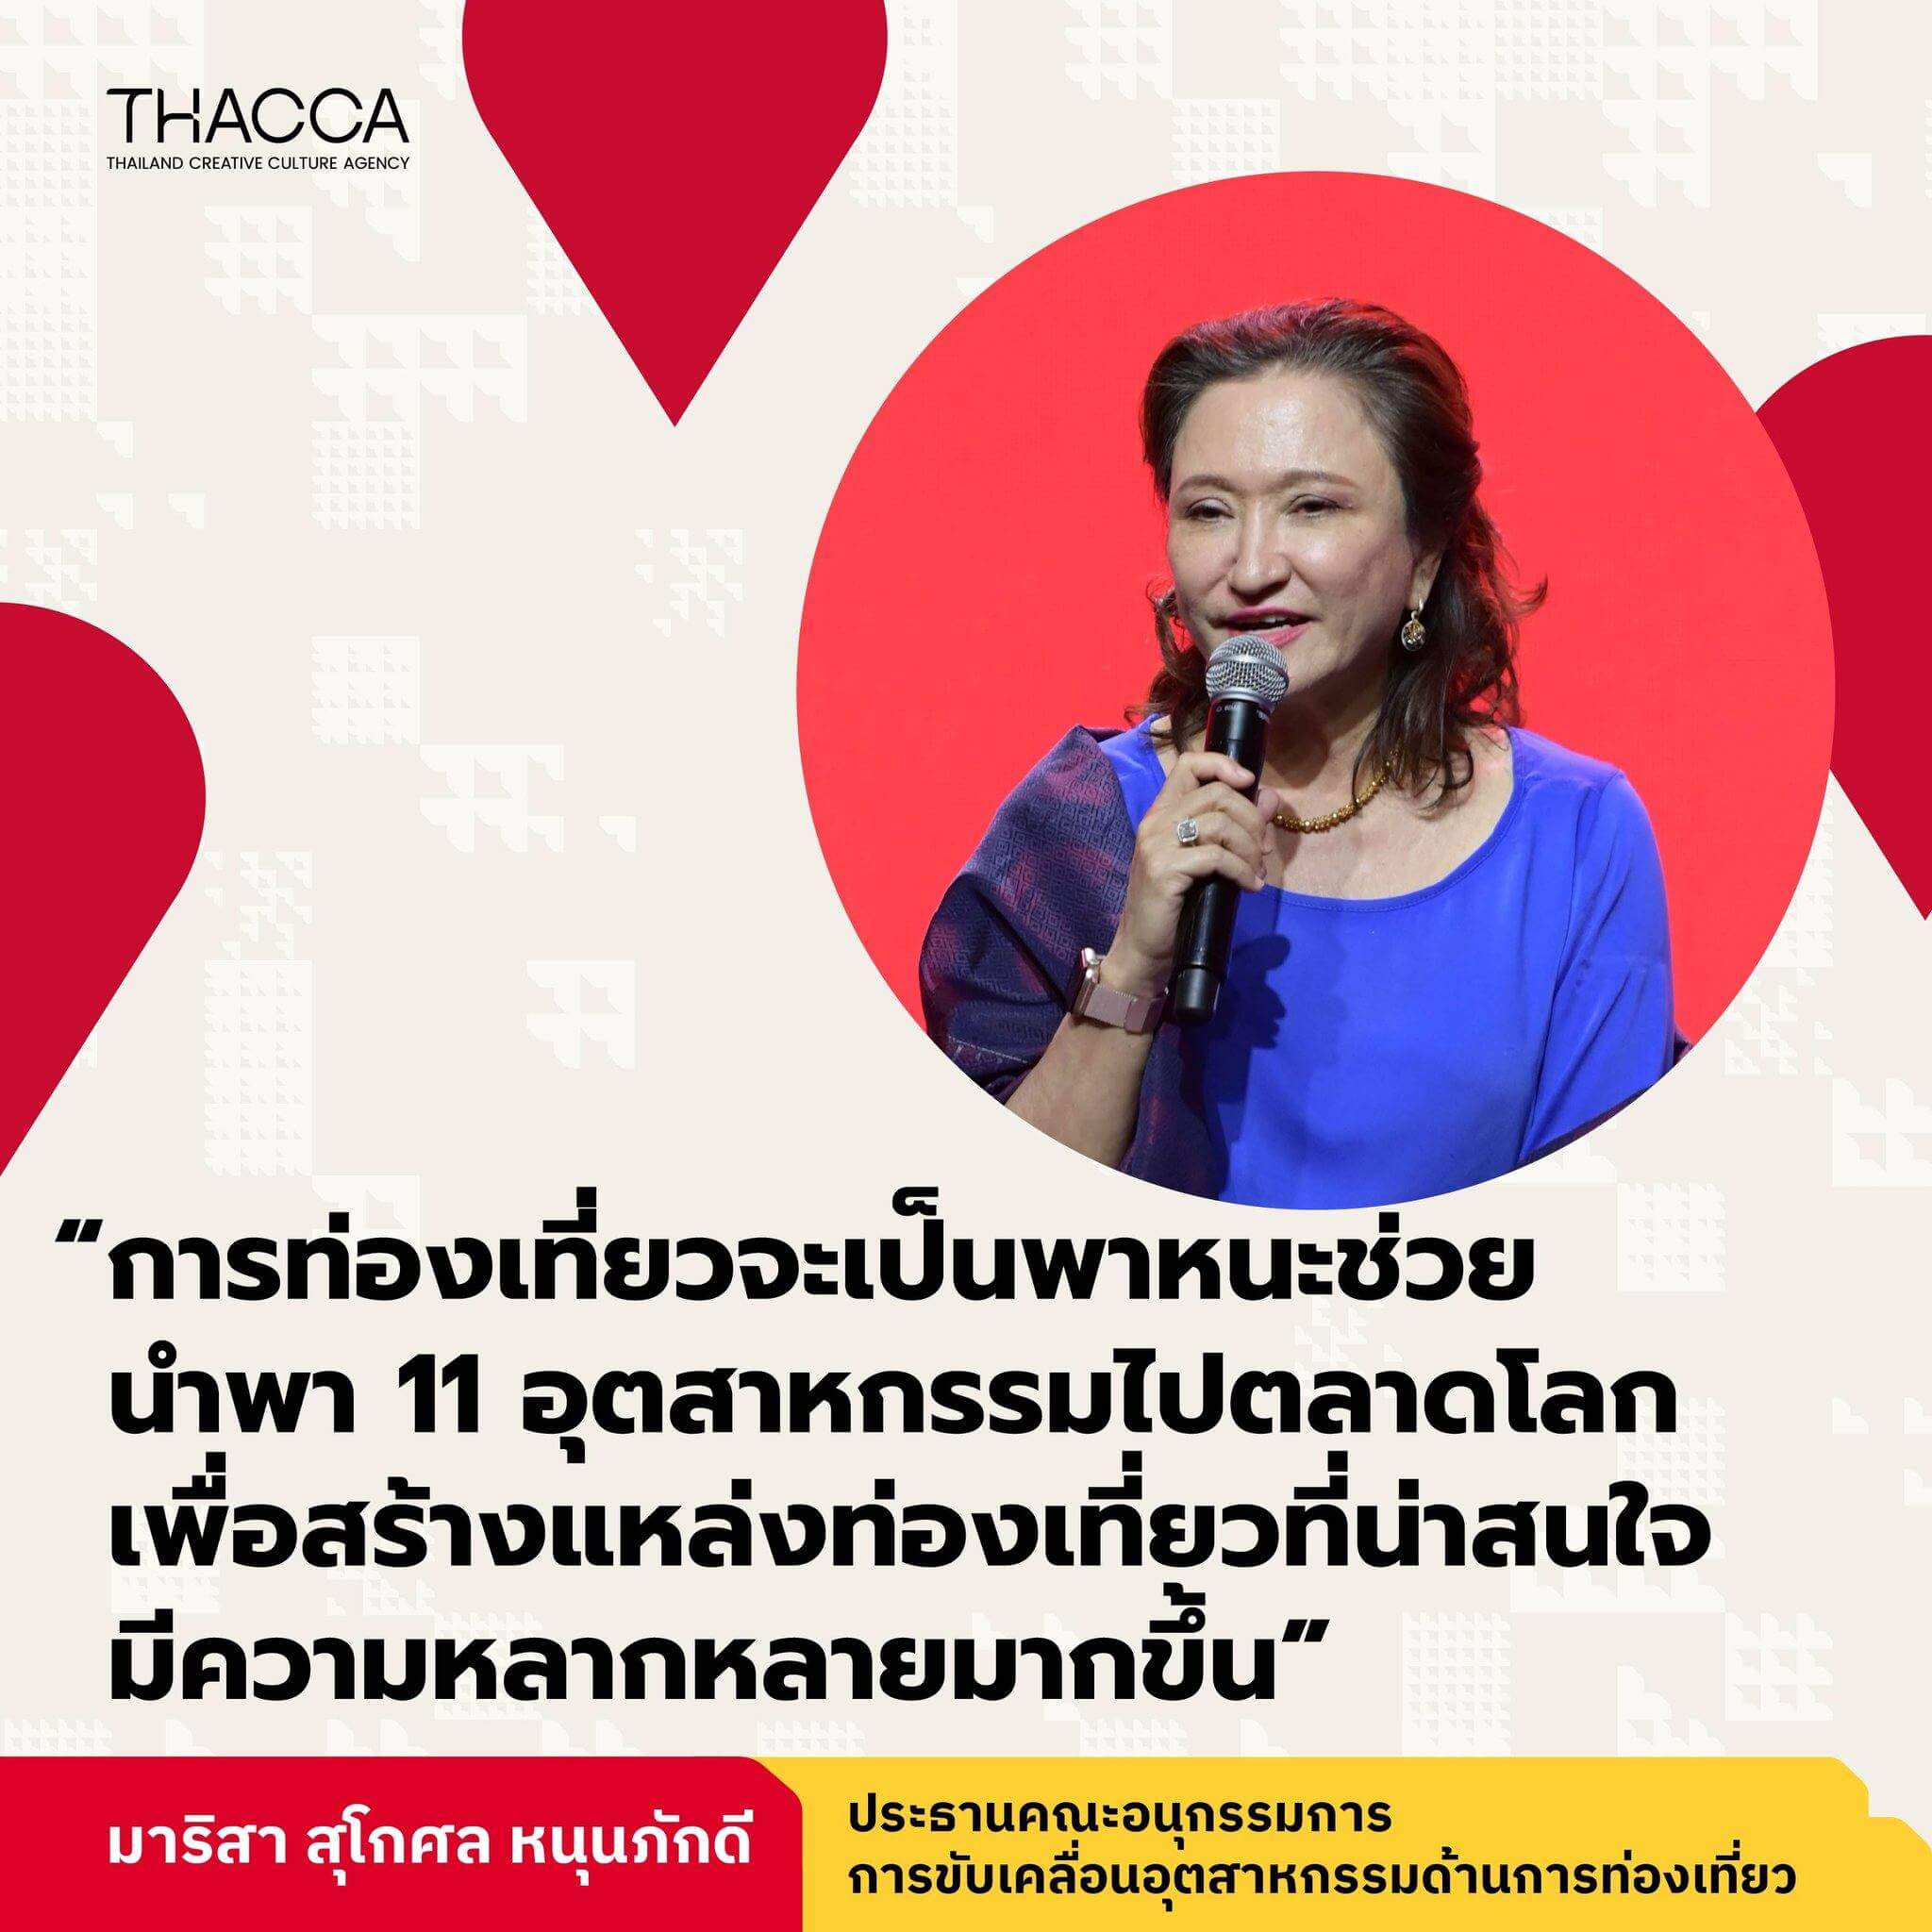 THACCA
THAILAND CREATIVE CULTURE AGENCY
“การท่องเที่ยวจะเป็นพาหนะช่วย
นำพา 11 อุตสาหกรรมไปตลาดโลก
เพื่อสร้างแหล่งท่องเที่ยวที่น่าสนใจ
มีความหลากหลายมากขึ้น”
มาริสา สุโกศล หนุนภักดี
ประธานคณะอนุกรรมการ
การขับเคลื่อนอุตสาหกรรมด้านการท่องเที่ยว